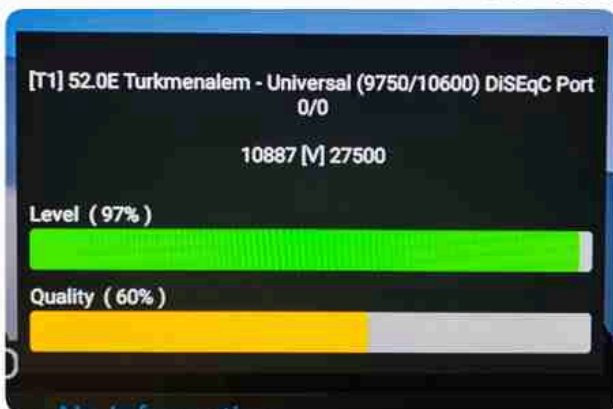 [T1] 52.0E Turkmenalem - Universal (9750/10600) DiSEqC Port
0/0
10887 [V] 27500
Level ( 97% )
Quality ( 60% )